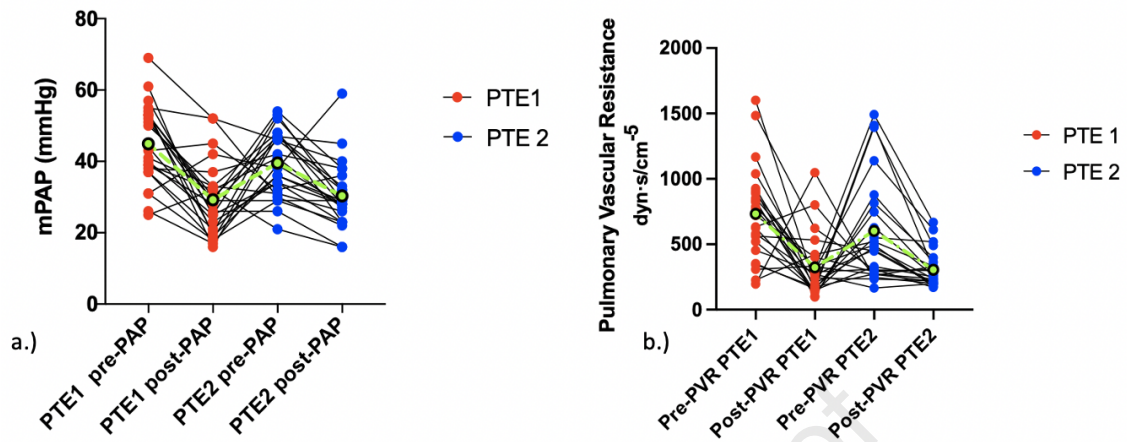 80
60
40
20
0
mPAP (mmHg)
PTE1 pre-PAP
PTE1 post-PAP
PTE2 pre-PAP
PTE2 post-PAP
PTE1
PTE 2
a.)
Pulmonary Vascular Resistance
dyn·s/cm-5
2000
1500
1000
500
0
Pre-PVR PTE1
Post-PVR PTE1
Pre-PVR PTE2
Post-PVR PTE2
PTE 1
PTE 2
b.)